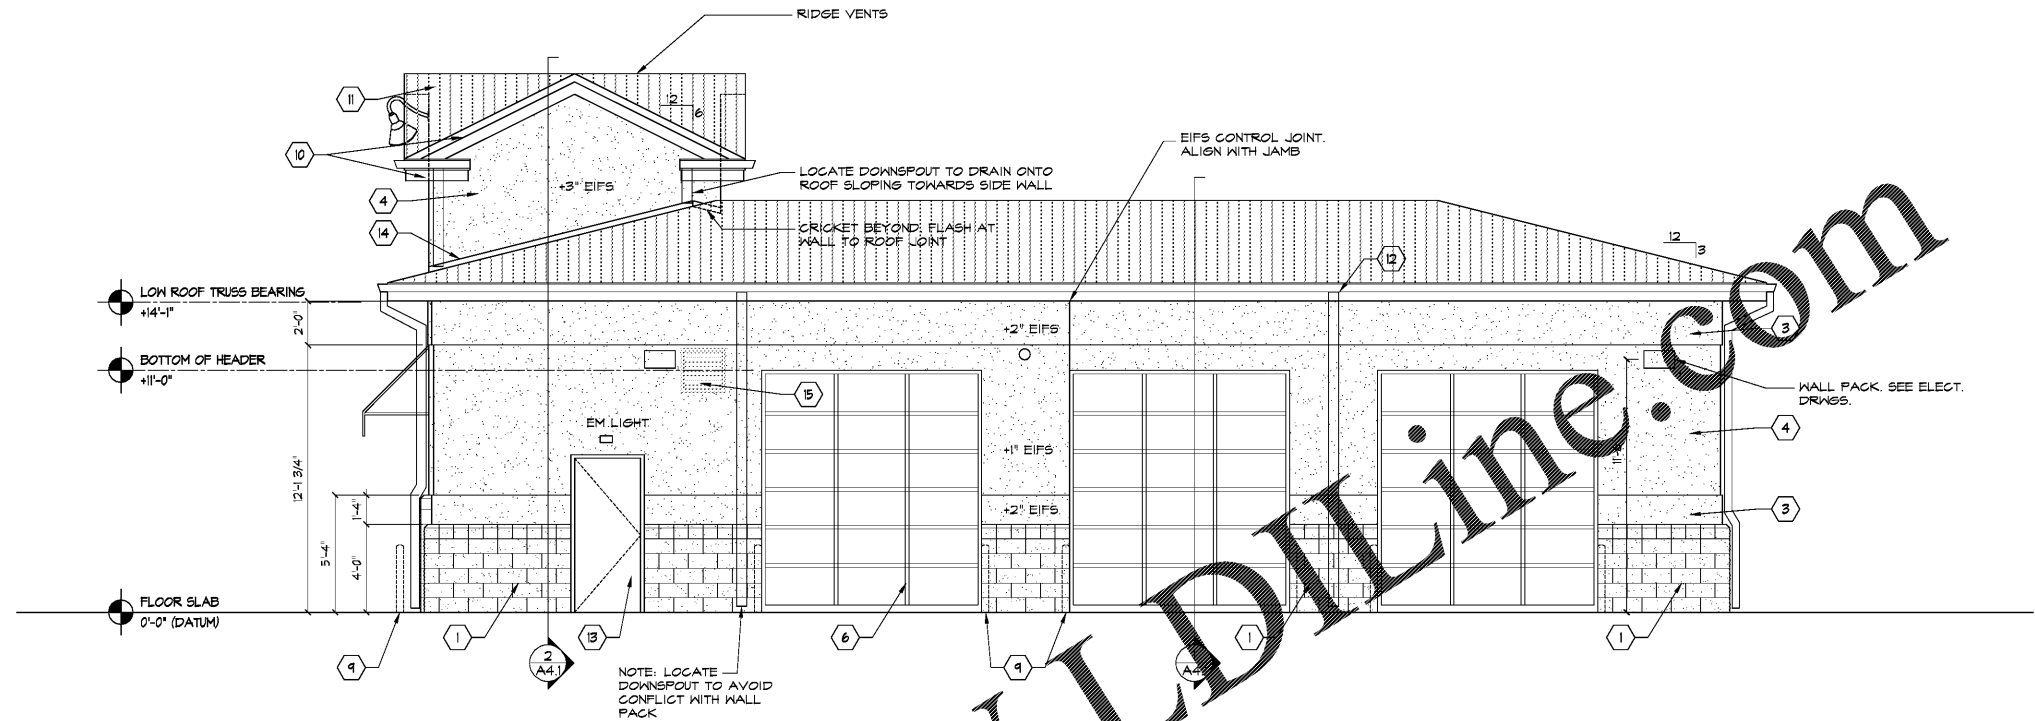 RIDGE VENTS
11
12
6
10
EIFS CONTROL JOINT.
ALIGN WITH JAMB
LOCATE DOWNSPOUT TO DRAIN ONTO
ROOF SLOPING TOWARDS SIDE WALL
+3" EIFS
4
14
CRICKET BEYOND. FLASH AT
WALL TO ROOF JOINT
12
3
12
LOW ROOF TRUSS BEARING
+14'-1"
2'-0"
+2" EIFS
3
BOTTOM OF HEADER
+11'-0"
15
WALL PACK. SEE ELECT.
DRWGS.
EM LIGHT
4
+1" EIFS
12'-1 3/4"
1'-4"
+2" EIFS
3
5'-4"
4'-0"
FLOOR SLAB
0'-0" (DATUM)
1
13
6
1
1
9
2
A4.1
9
NOTE: LOCATE
DOWNSPOUT TO AVOID
CONFLICT WITH WALL
PACK
LDILine.com